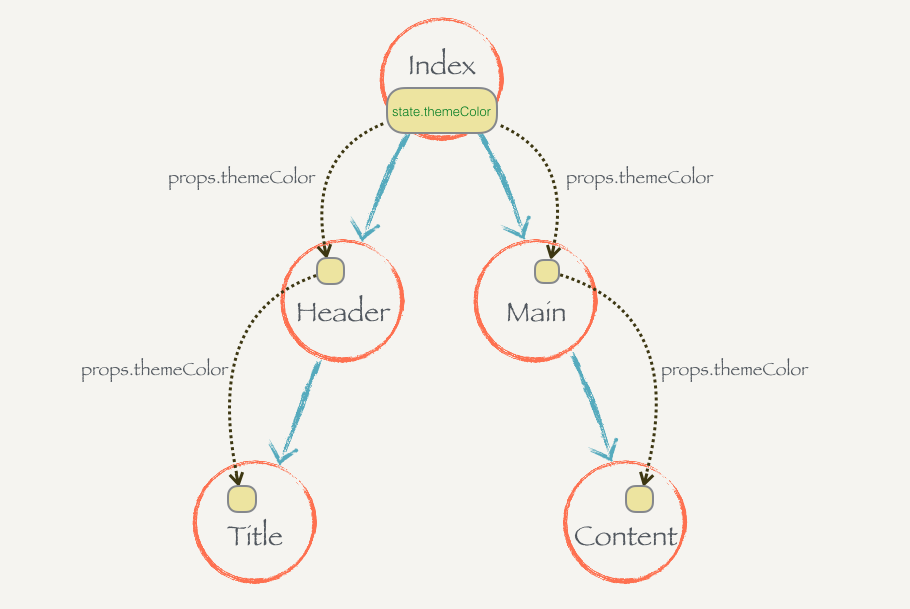 Index
state.themeColor
props.themeColor
props.themeColor
Header
Main
props.themeColor
props.themeColor
Title
Content